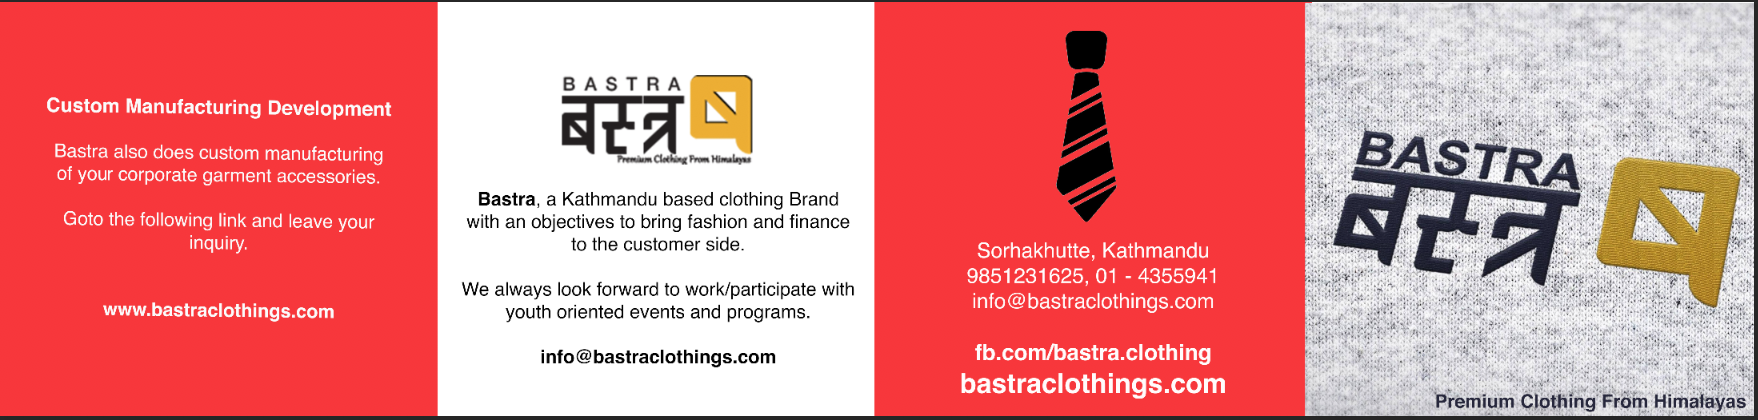 Custom Manufacturing Development
Bastra also does custom manufacturing
of your corporate garment accessories.
Goto the following link and leave your
inquiry.
www.bastraclothings.com
BASTRA
बस्त्र
Premium Clothing From Himalayas
Bastra, a Kathmandu based clothing Brand
with an objectives to bring fashion and finance
to the customer side.
We always look forward to work/participate with
youth oriented events and programs.
info@bastraclothings.com
Sorhakhutte, Kathmandu
9851231625, 01 - 4355941
info@bastraclothings.com
fb.com/bastra.clothing
bastraclothings.com
BASTRA
बस्त्र
Premium Clothing From Himalayas